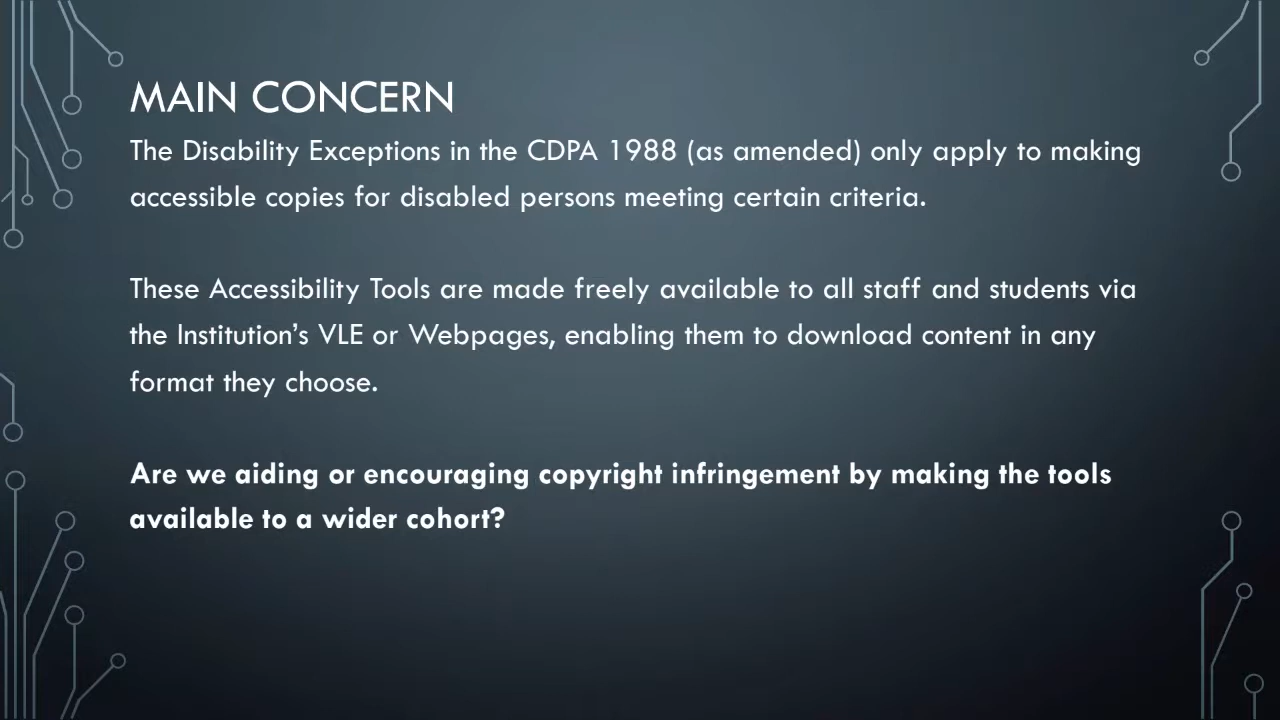 MAIN CONCERN
The Disability Exceptions in the CDPA 1988 (as amended) only apply to making
accessible copies for disabled persons meeting certain criteria.
These Accessibility Tools are made freely available to all staff and students via
the Institution’s VLE or Webpages, enabling them to download content in any
format they choose.
Are we aiding or encouraging copyright infringement by making the tools
available to a wider cohort?